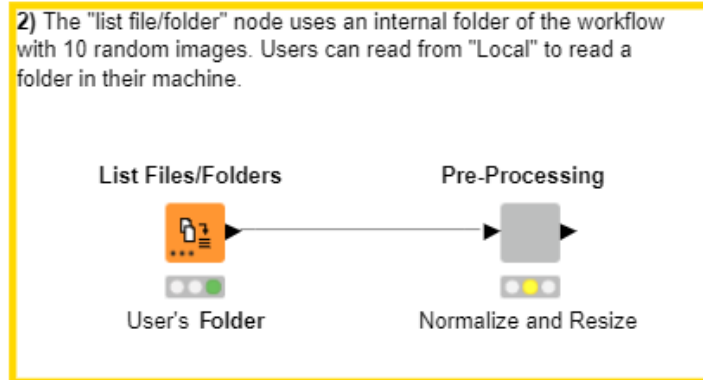 2) The "list file/folder" node uses an internal folder of the workflow
with 10 random images. Users can read from "Local" to read a
folder in their machine.
List Files/Folders
Pre-Processing
User's Folder
Normalize and Resize